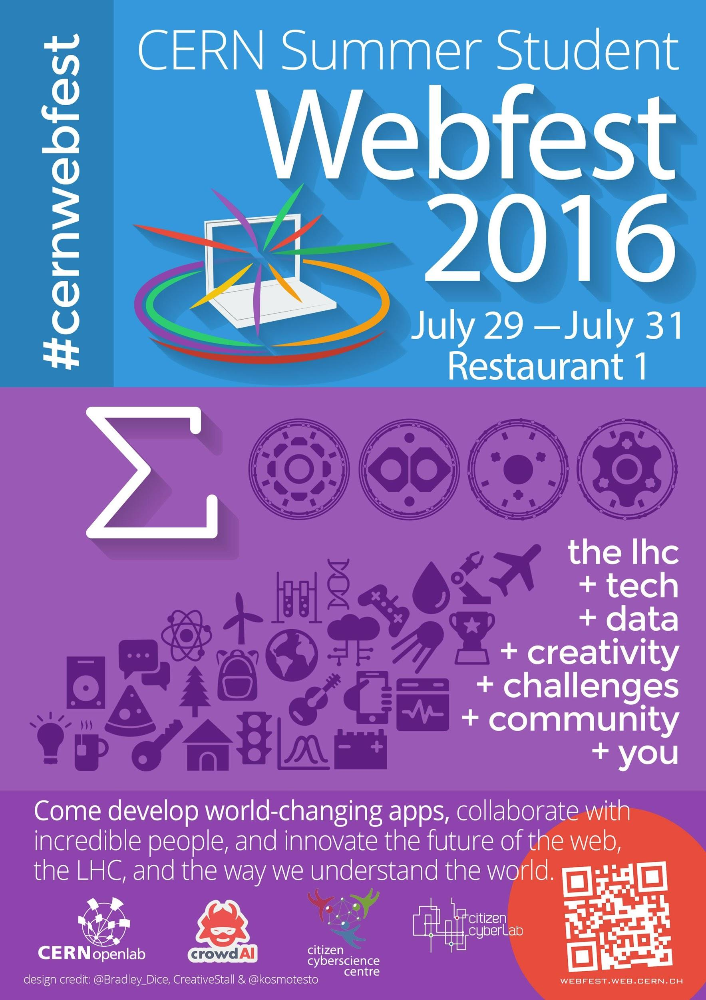 #cernwebfest
CERN Summer Student
Webfest
2016
July 29 — July 31
Restaurant 1
Σ
the lhc
+ tech
+ data
+ creativity
+ challenges
+ community
+ you
Come develop world-changing apps, collaborate with
incredible people, and innovate the future of the web,
the LHC, and the way we understand the world.
CERN openlab
crowdAI
citizen
cyberscience
centre
citizen
cyberlab
design credit: @Bradley_Dice, CreativeStall & @kosmotesto
WEBFEST.WEB.CERN.CH